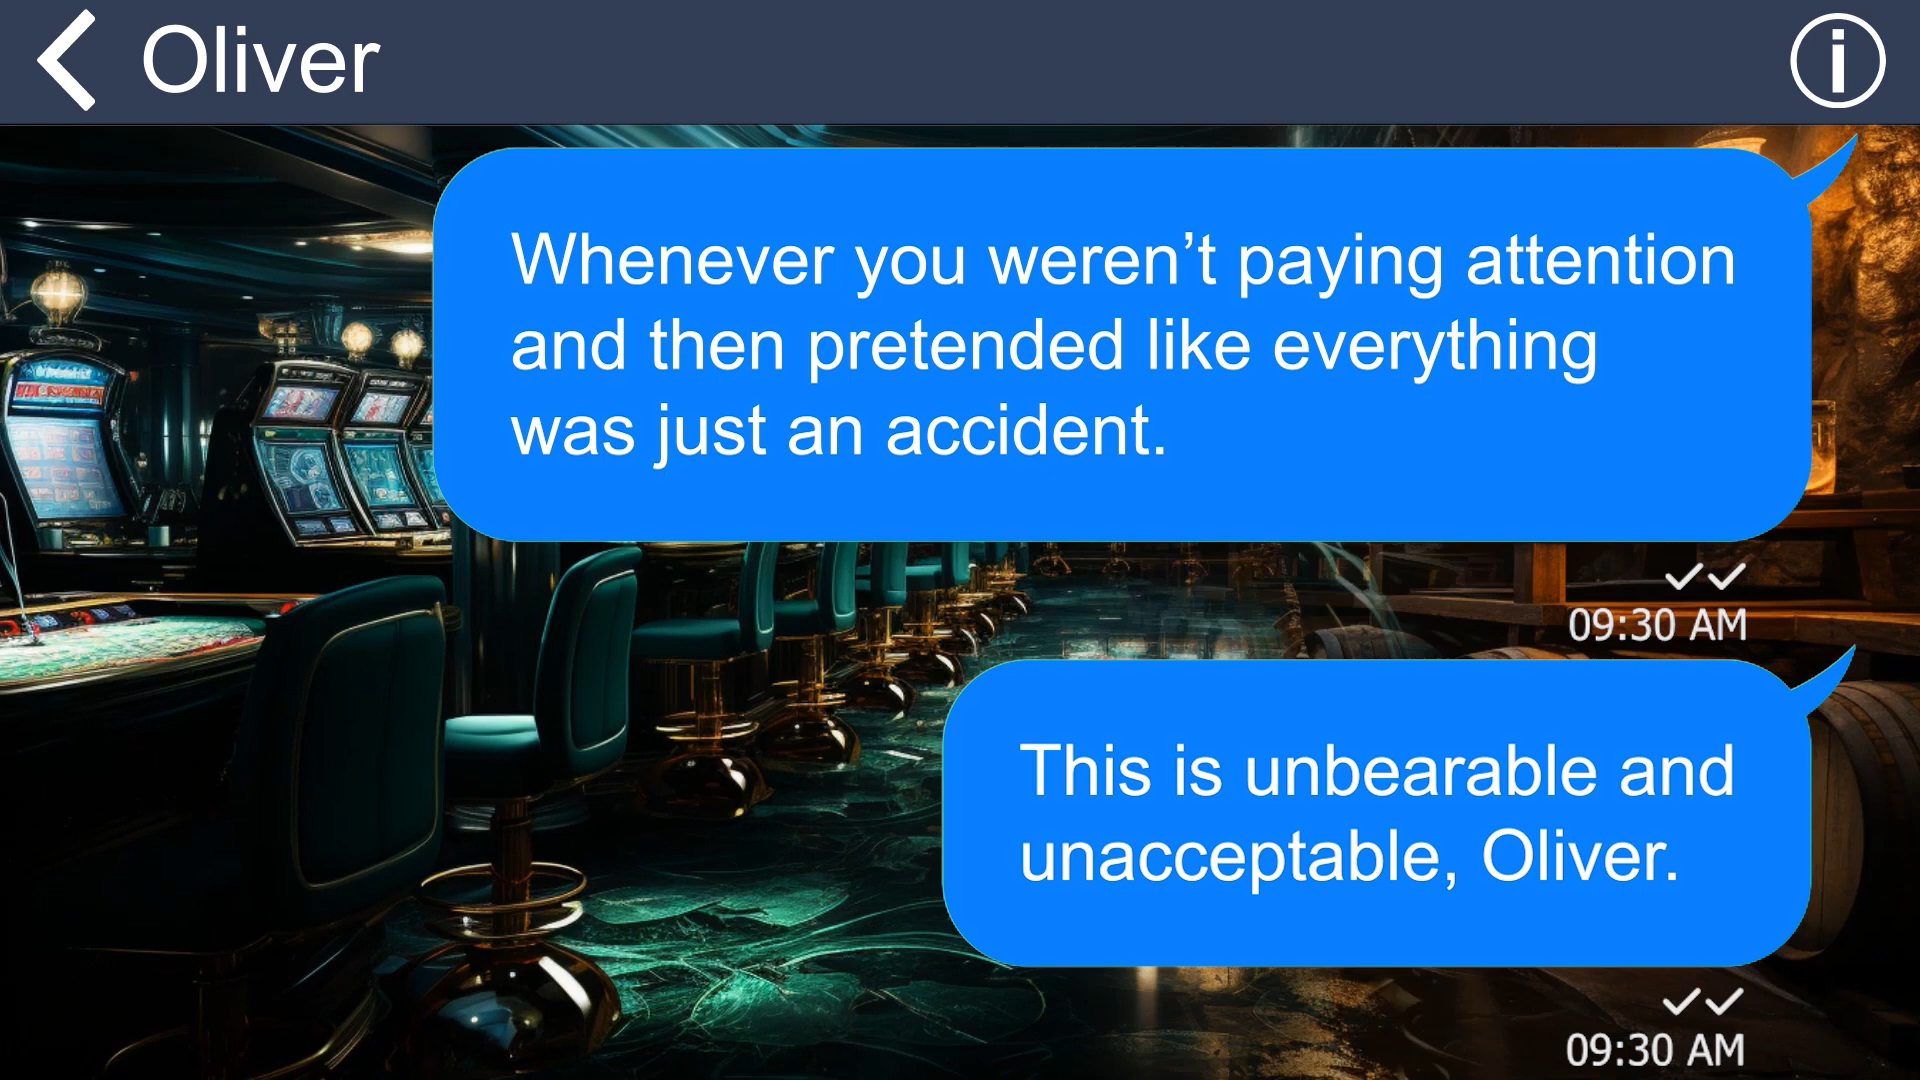 Oliver
Whenever you weren’t paying attention
and then pretended like everything
was just an accident.
09:30 AM
This is unbearable and
unacceptable, Oliver.
09:30 AM